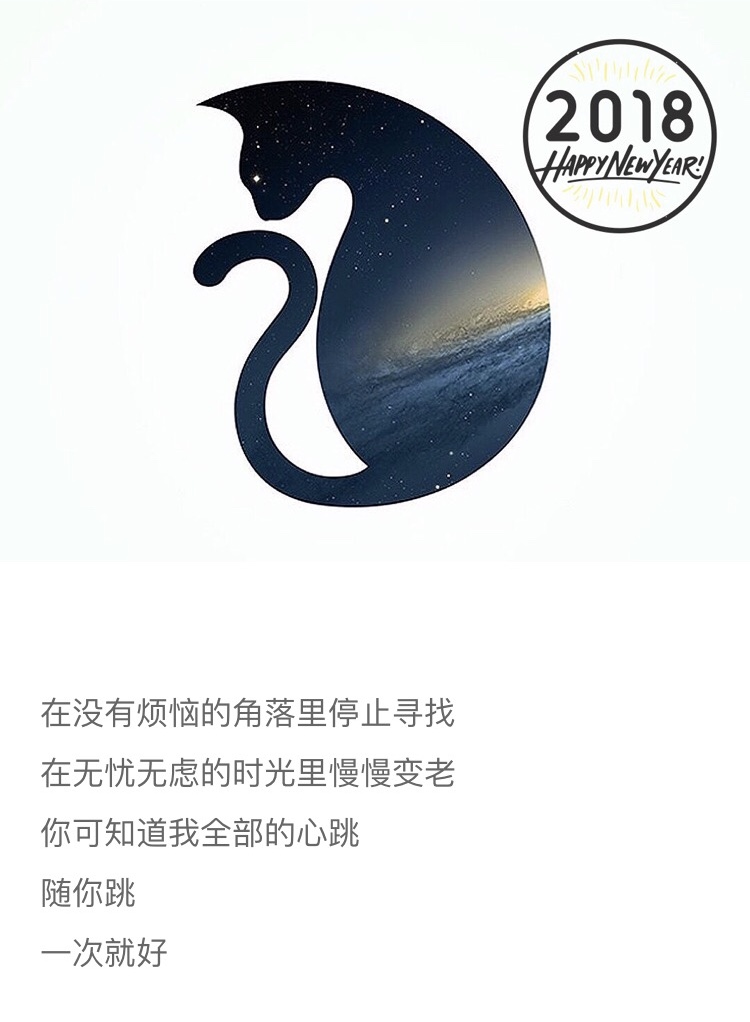 2018
HAPPY NEW YEAR!
在没有烦恼的角落里停止寻找
在无忧无虑的时光里慢慢变老
你可知道我全部的心跳
随你跳
一次就好